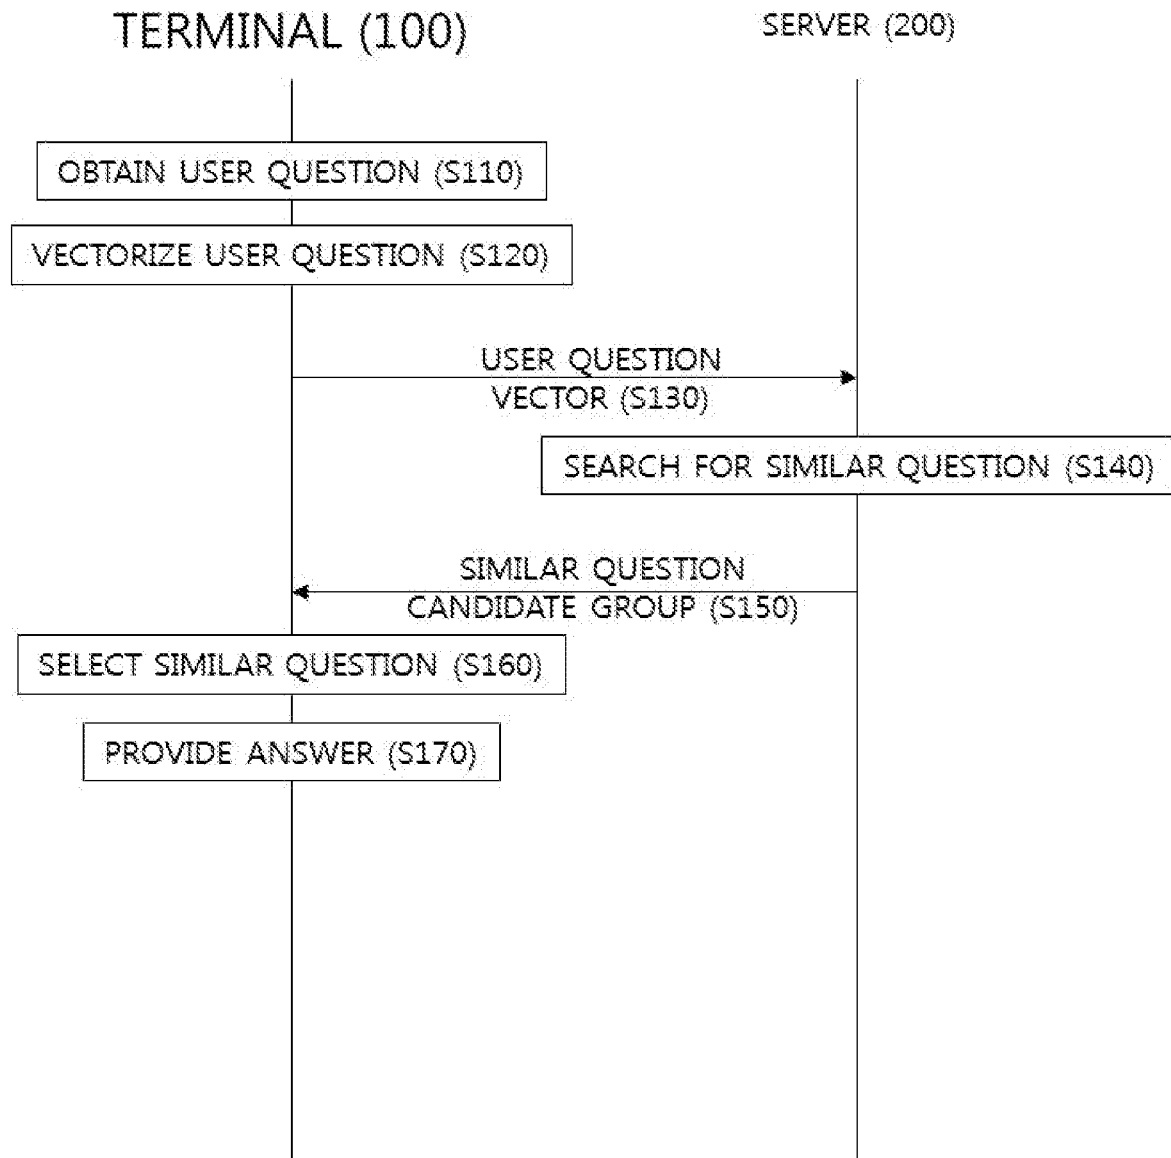 TERMINAL (100)
SERVER (200)
OBTAIN USER QUESTION (S110)
VECTORIZE USER QUESTION (S120)
USER QUESTION
VECTOR (S130)
SEARCH FOR SIMILAR QUESTION (S140)
SIMILAR QUESTION
CANDIDATE GROUP (S150)
SELECT SIMILAR QUESTION (S160)
PROVIDE ANSWER (S170)